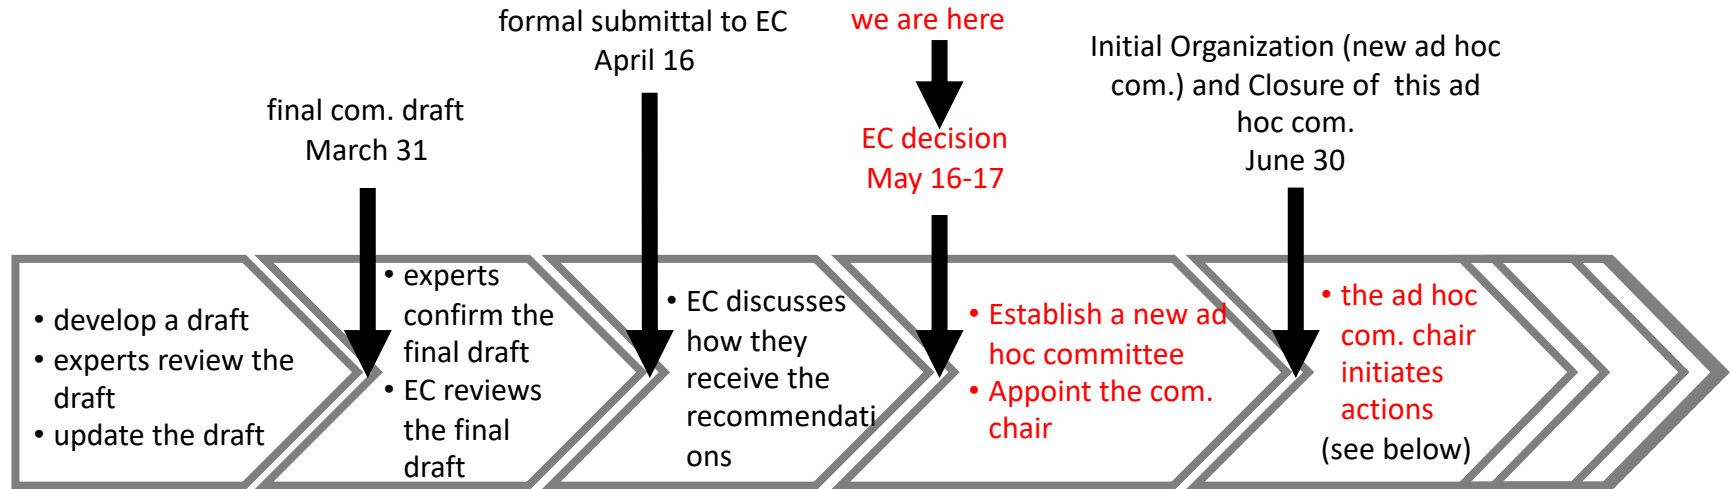 formal submittal to EC
April 16
we are here
Initial Organization (new ad hoc
com.) and Closure of  this ad
hoc com.
June 30
final com. draft
March 31
EC decision
May 16-17
• develop a draft
• experts review the
draft
• update the draft
• experts
confirm the
final draft
• EC reviews
the final
draft
• EC discusses
how they
receive the
recommendati
ons
• Establish a new ad
hoc committee
• Appoint the com.
chair
• the ad hoc
com. chair
initiates
actions
(see below)